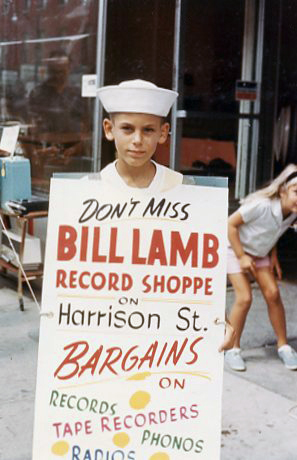 DON'T MISS
BILL LAMB
RECORD SHOPPE
ON
Harrison St.
BARGAINS
ON
RECORDS
TAPE RECORDERS
PHONOS
RADIOS